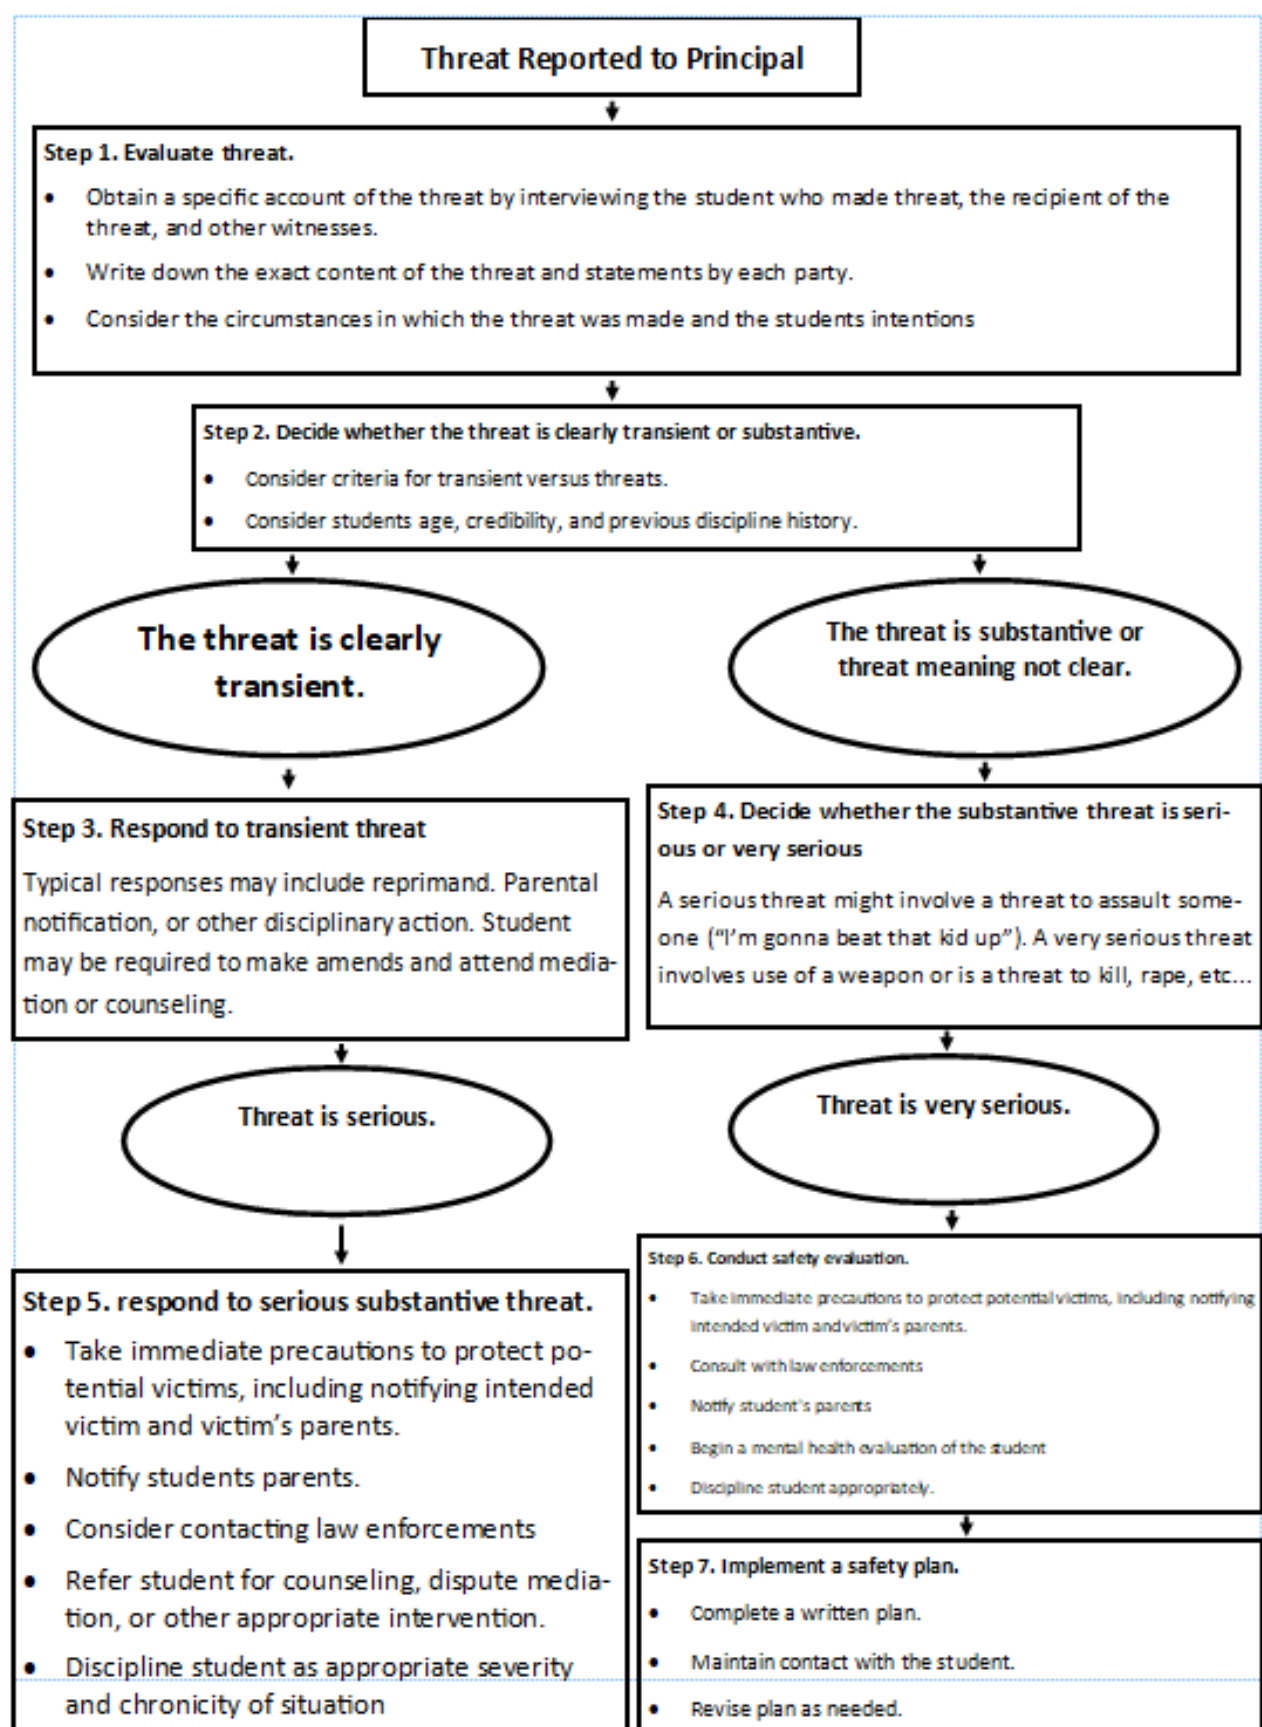 Threat Reported to Principal
Step 1. Evaluate threat.
• Obtain a specific account of the threat by interviewing the student who made threat, the recipient of the
threat, and other witnesses.
• Write down the exact content of the threat and statements by each party.
• Consider the circumstances in which the threat was made and the students intentions
Step 2. Decide whether the threat is clearly transient or substantive.
• Consider criteria for transient versus threats.
• Consider students age, credibility, and previous discipline history.
The threat is clearly
transient.
The threat is substantive or
threat meaning not clear.
Step 3. Respond to transient threat
Typical responses may include reprimand. Parental
notification, or other disciplinary action. Student
may be required to make amends and attend media-
tion or counseling.
Step 4. Decide whether the substantive threat is seri-
ous or very serious
A serious threat might involve a threat to assault some-
one (“I’m gonna beat that kid up”). A very serious threat
involves use of a weapon or is a threat to kill, rape, etc...
Threat is serious.
Threat is very serious.
Step 5. respond to serious substantive threat.
• Take immediate precautions to protect po-
tential victims, including notifying intended
victim and victim’s parents.
• Notify students parents.
• Consider contacting law enforcements
• Refer student for counseling, dispute media-
tion, or other appropriate intervention.
• Discipline student as appropriate severity
and chronicity of situation
Step 6. Conduct safety evaluation.
• Take immediate precautions to protect potential victims, including notifying
intended victim and victim’s parents.
• Consult with law enforcements
• Notify student’s parents
• Begin a mental health evaluation of the student
• Discipline student appropriately.
Step 7. Implement a safety plan.
• Complete a written plan.
• Maintain contact with the student.
• Revise plan as needed.